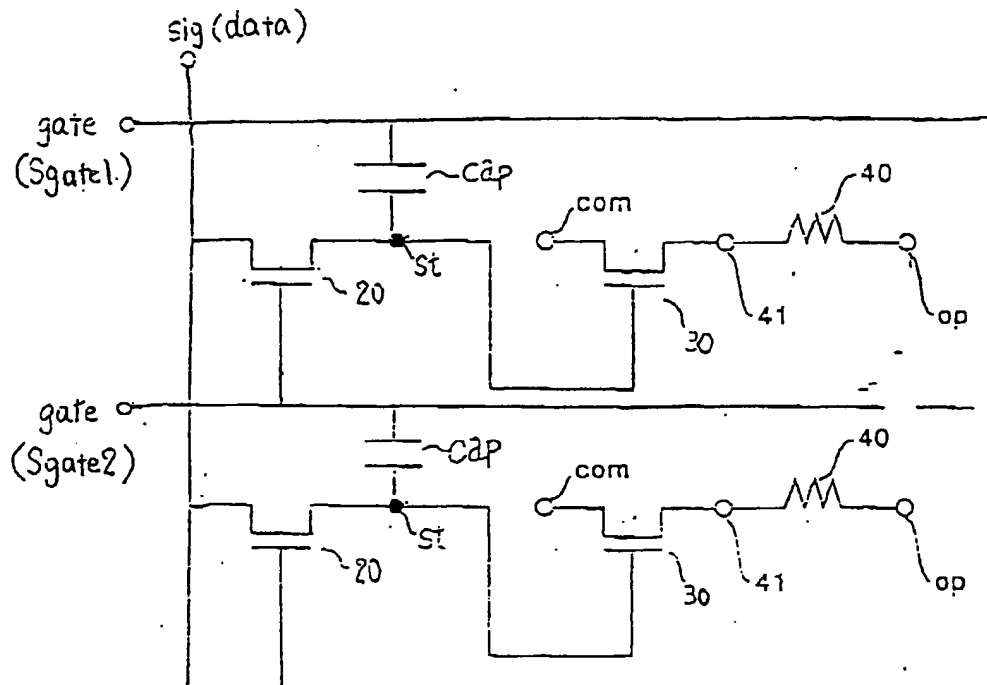 sig (data)
gate
(Sgate1.)
Cap
com
40
St
20
30
41
op
gate
(Sgate2)
Cap
com
40
St
20
30
41
op